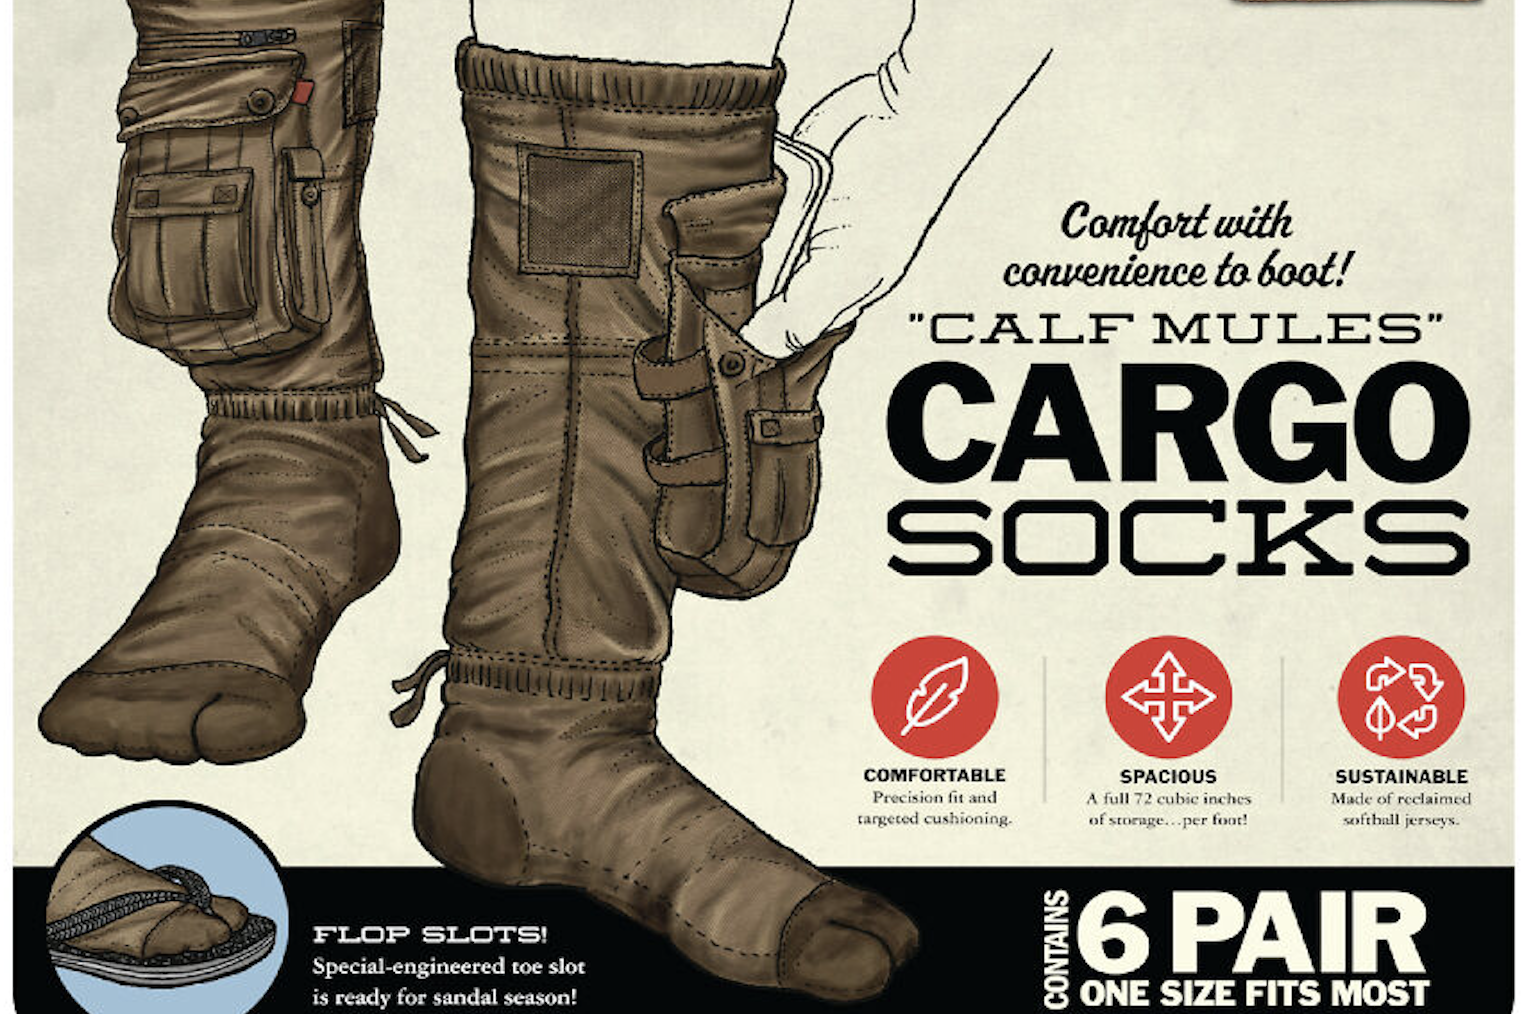 Comfort with
convenience to boot!
"CALF MULES"
CARGO
SOCKS
COMFORTABLE
Precision fit and
targeted cushioning.
SPACIOUS
A full 72 cubic inches
of storage...per foot!
SUSTAINABLE
Made of reclaimed
softball jerseys.
FLOP SLOTS!
Special-engineered toe slot
is ready for sandal season!
CONTAINS
6 PAIR
ONE SIZE FITS MOST